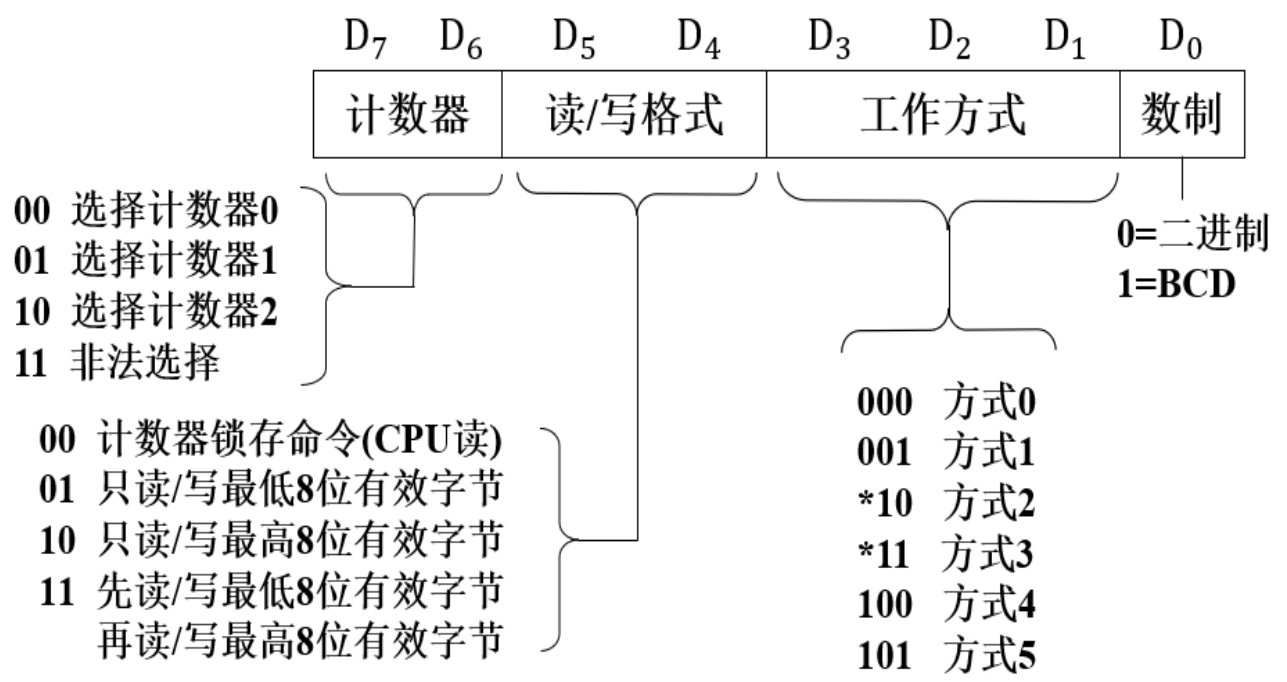 D₇ D₆ D₅ D₄ D₃ D₂ D₁ D₀
计数器 读/写格式 工作方式 数制
00 选择计数器0
01 选择计数器1
10 选择计数器2
11 非法选择
0=二进制
1=BCD
00 计数器锁存命令(CPU读)
01 只读/写最低8位有效字节
10 只读/写最高8位有效字节
11 先读/写最低8位有效字节
再读/写最高8位有效字节
000 方式0
001 方式1
*10 方式2
*11 方式3
100 方式4
101 方式5